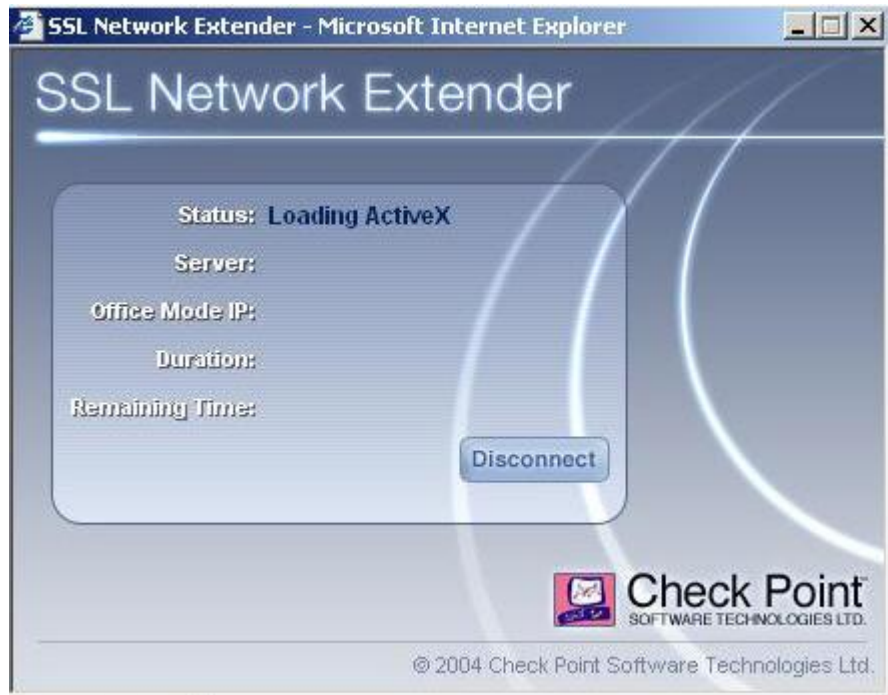 SSL Network Extender - Microsoft Internet Explorer
SSL Network Extender
Status: Loading ActiveX
Server:
Office Mode IP:
Duration:
Remaining Time:
Disconnect
Check Point
SOFTWARE TECHNOLOGIES LTD.
© 2004 Check Point Software Technologies Ltd.